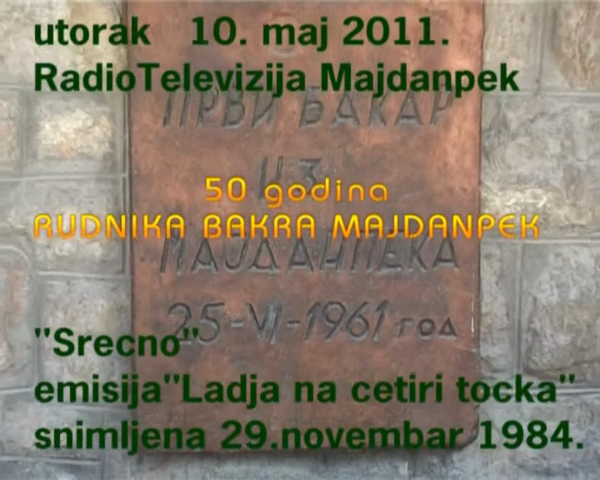 utorak 10. maj 2011.
RadioTelevizija Majdanpek
ПРВИ БАКАР
ИЗ
50 godina
RUDNIKA BAKRA MAJDANPEK
МАЈДАНПЕКА
25-VI-1961 год
"Srecno"
emisija"Ladja na cetiri tocka"
snimljena 29.novembar 1984.